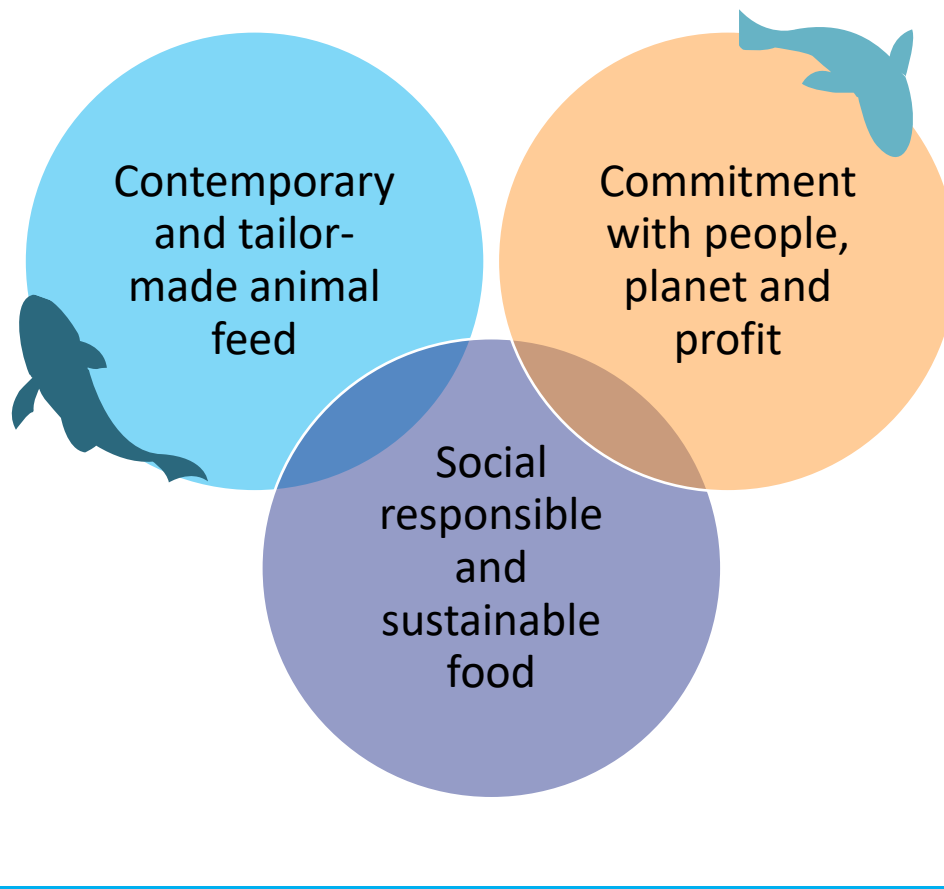 Contemporary
and tailor-
made animal
feed
Commitment
with people,
planet and
profit
Social
responsible
and
sustainable
food